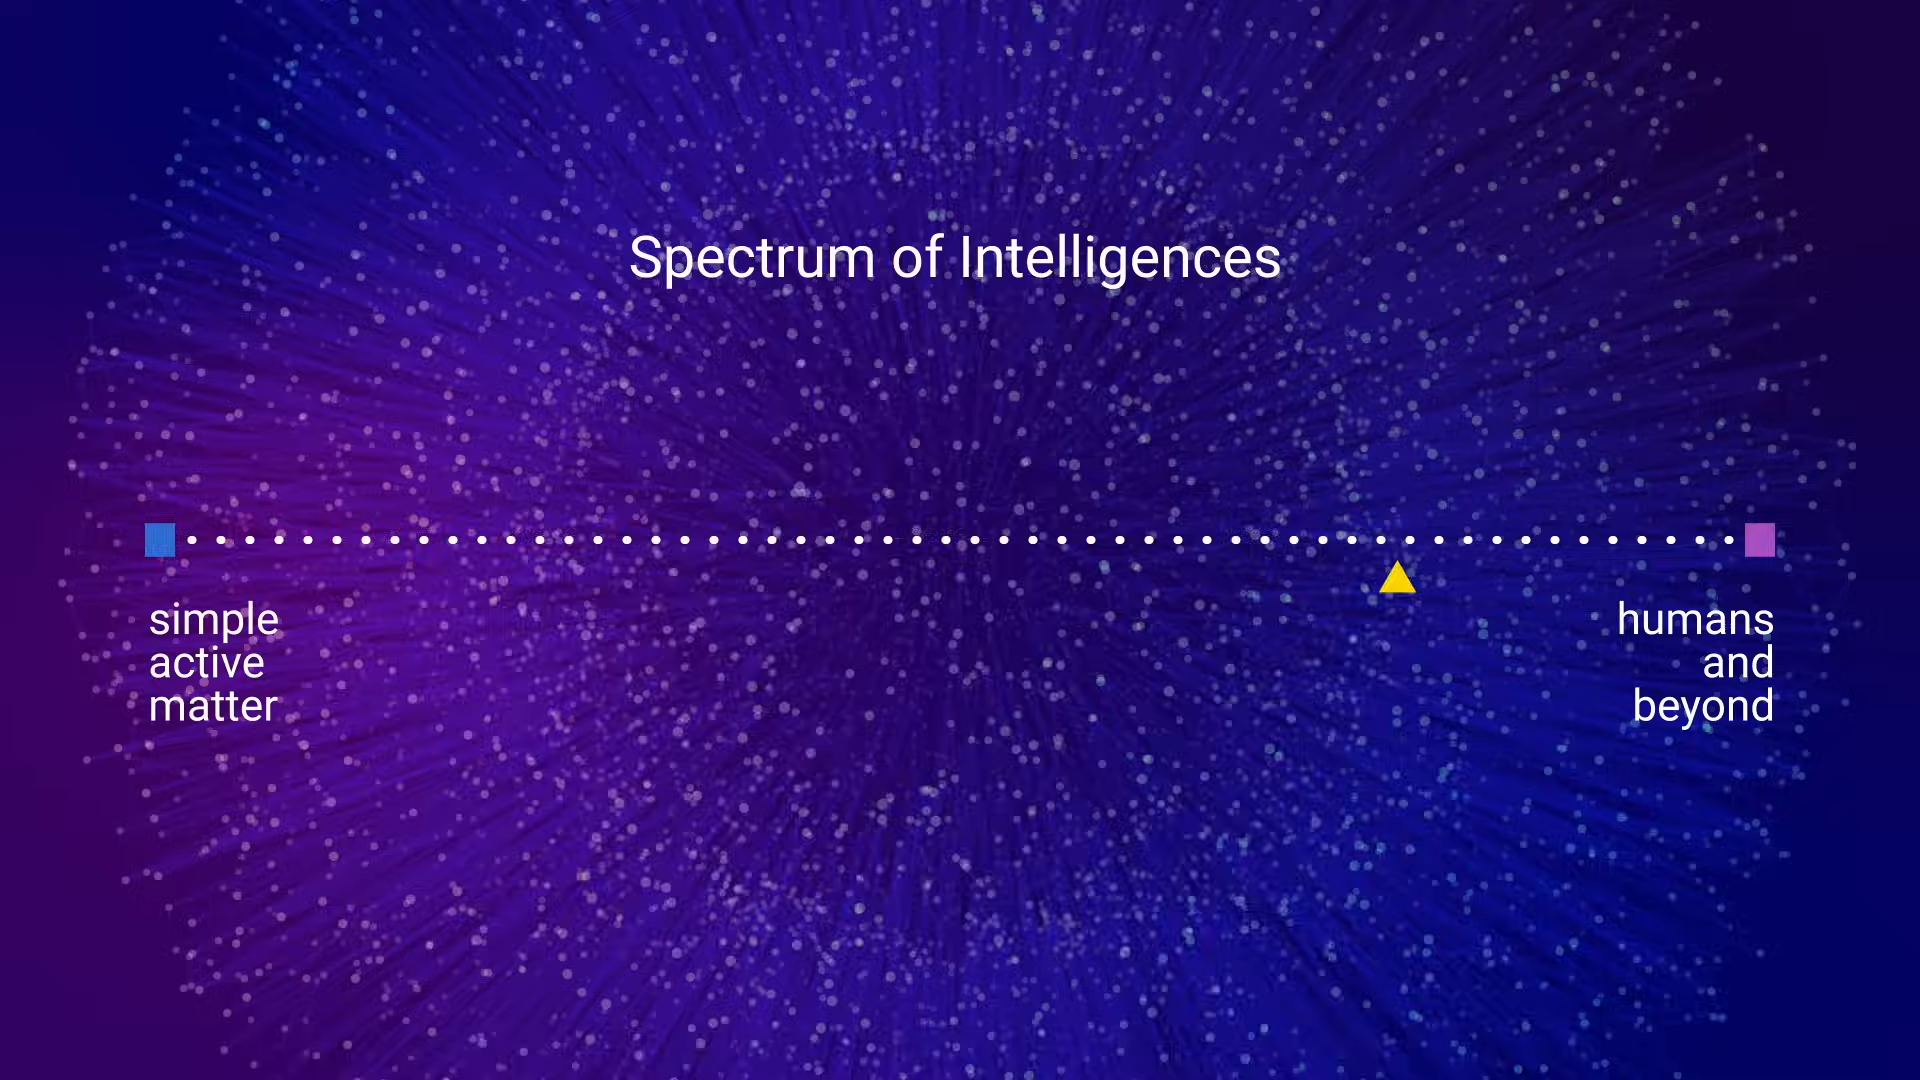 Spectrum of Intelligences
simple
active
matter
humans
and
beyond